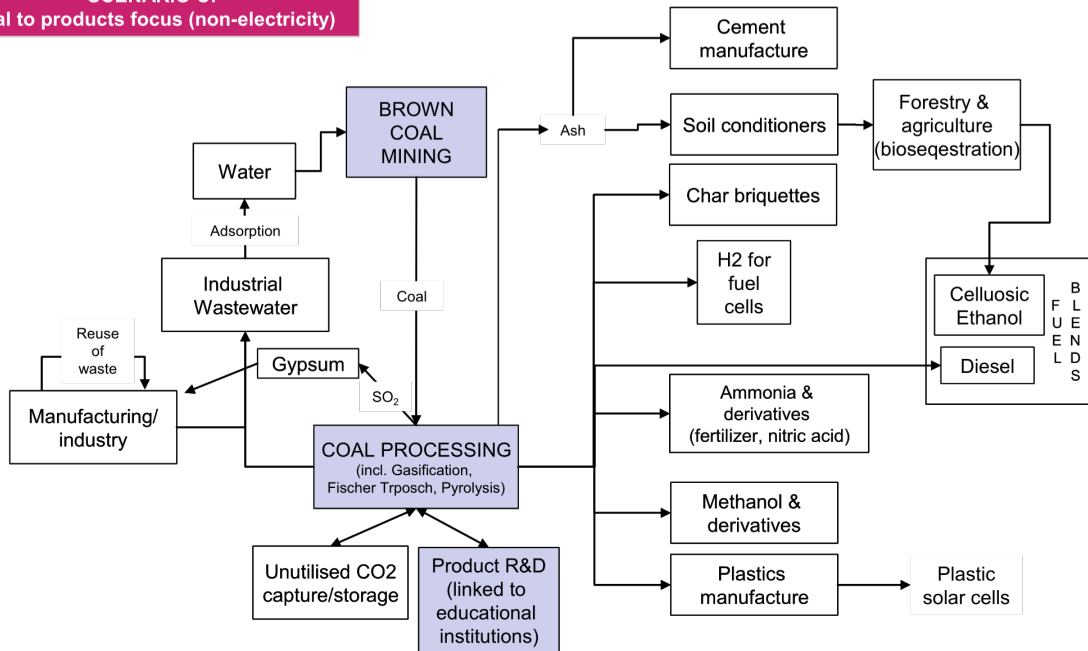 al to products focus (non-electricity)
Cement
manufacture
BROWN
COAL
MINING
Ash
Soil conditioners
Forestry &
agriculture
(bioseqestration)
Water
Char briquettes
Adsorption
H2 for
fuel
cells
Industrial
Wastewater
Coal
Celluosic
Ethanol
Diesel
FUEL
BLENDS
Reuse
of
waste
Gypsum
SO₂
Manufacturing/
industry
Ammonia &
derivatives
(fertilizer, nitric acid)
COAL PROCESSING
(incl. Gasification,
Fischer Trposch, Pyrolysis)
Methanol &
derivatives
Unutilised CO2
capture/storage
Product R&D
(linked to
educational
institutions)
Plastics
manufacture
Plastic
solar cells